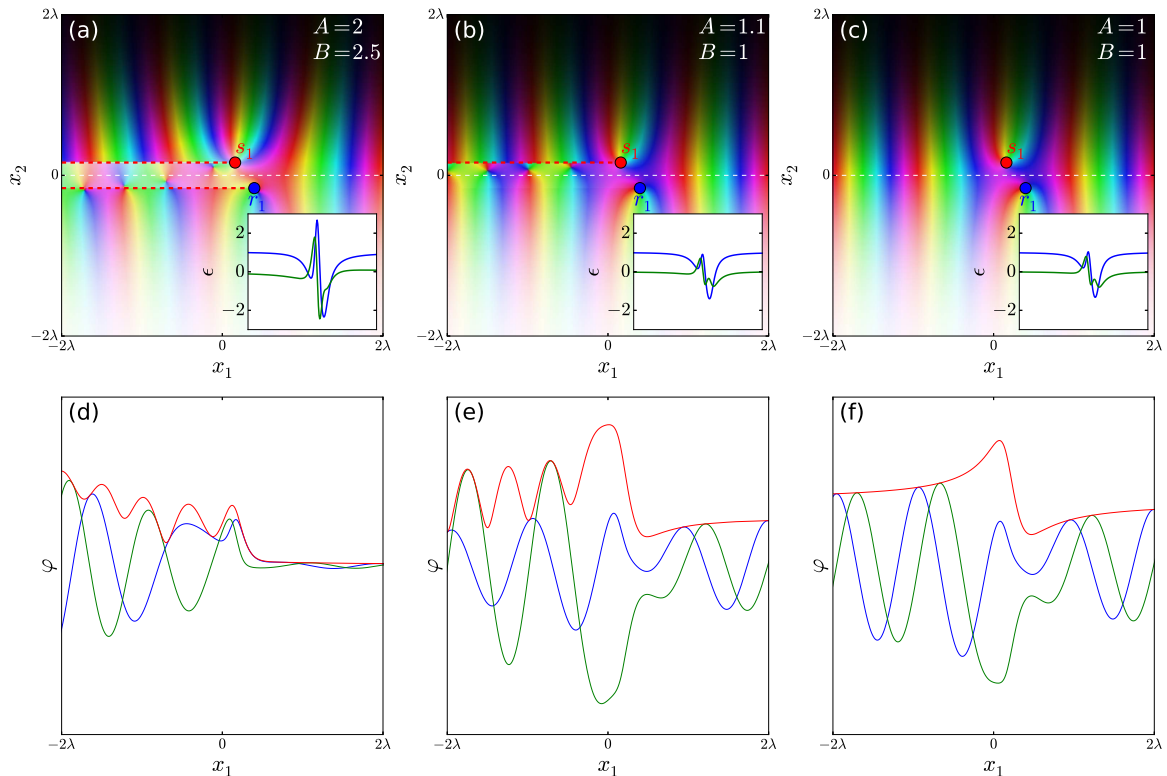 (a)
A=2
B=2.5
2λ
x₂
0
−2λ
s₁
r₁
ϵ
2
0
−2
−2λ
0
2λ
x₁
(b)
A=1.1
B=1
2λ
x₂
0
−2λ
s₁
r₁
ϵ
2
0
−2
−2λ
0
2λ
x₁
(c)
A=1
B=1
2λ
x₂
0
−2λ
s₁
r₁
ϵ
2
0
−2
−2λ
0
2λ
x₁
(d)
φ
−2λ
0
2λ
x₁
(e)
φ
−2λ
0
2λ
x₁
(f)
φ
−2λ
0
2λ
x₁